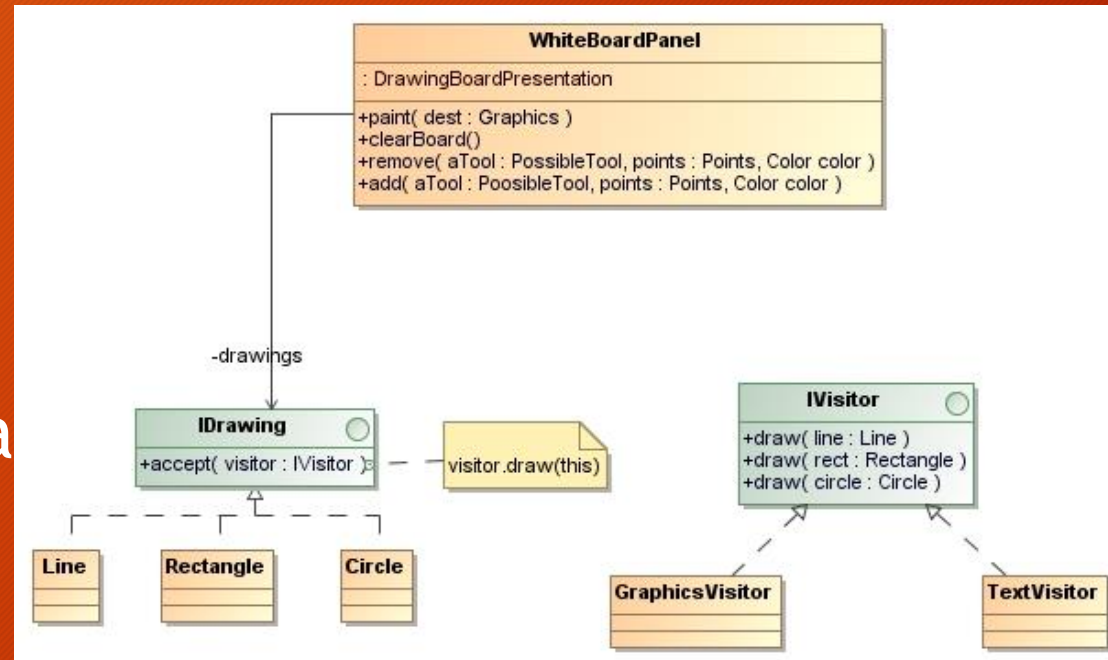 WhiteBoardPanel
: DrawingBoardPresentation
+paint( dest : Graphics )
+clearBoard()
+remove( aTool : PossibleTool, points : Points, Color color )
+add( aTool : PoosibleTool, points : Points, Color color )
-drawings
IDrawing
+accept( visitor : IVisitor )
visitor.draw(this)
IVisitor
+draw( line : Line )
+draw( rect : Rectangle )
+draw( circle : Circle )
a
Line
Rectangle
Circle
GraphicsVisitor
TextVisitor